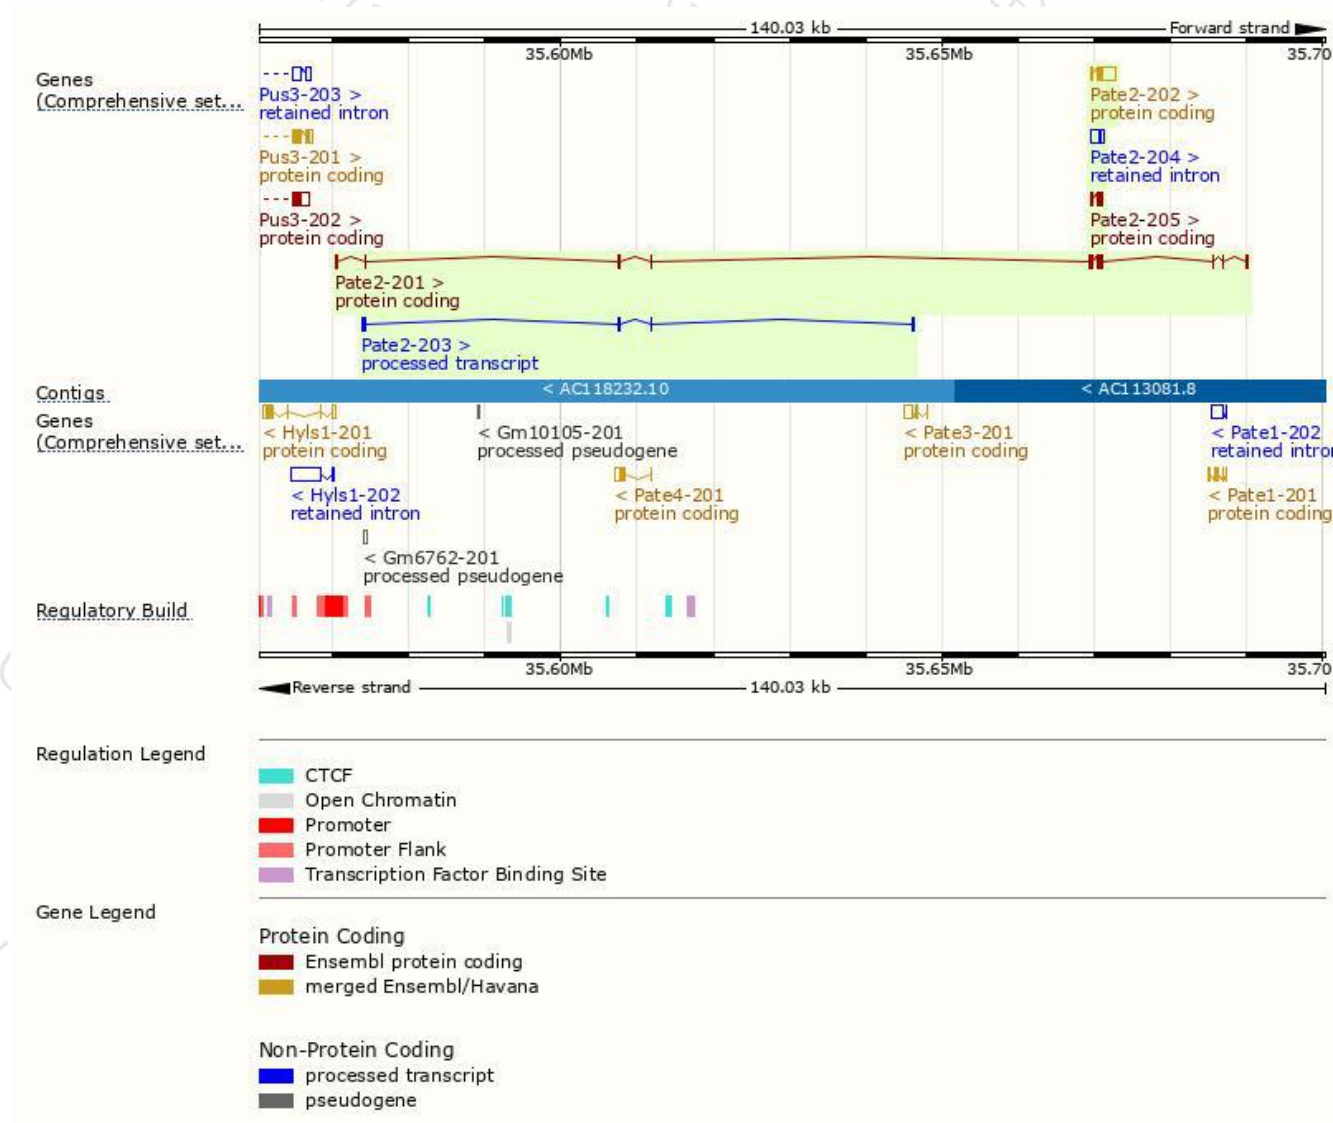 140.03 kb Forward strand
35.60Mb 35.65Mb 35.70
Genes
(Comprehensive set...
Pus3-203 >
retained intron
Pus3-201 >
protein coding
Pus3-202 >
protein coding
Pate2-202 >
protein coding
Pate2-204 >
retained intron
Pate2-205 >
protein coding
Pate2-201 >
protein coding
Pate2-203 >
processed transcript
Contigs
< AC118232.10 < AC113081.8
Genes
(Comprehensive set...
< Hyls1-201
protein coding
< Gm10105-201
processed pseudogene
< Pate3-201
protein coding
< Pate1-202
retained intro
< Hyls1-202
retained intron
< Pate4-201
protein coding
< Pate1-201
protein coding
< Gm6762-201
processed pseudogene
Regulatory Build
35.60Mb 35.65Mb 35.70
Reverse strand 140.03 kb
Regulation Legend
CTCF
Open Chromatin
Promoter
Promoter Flank
Transcription Factor Binding Site
Gene Legend
Protein Coding
Ensembl protein coding
merged Ensembl/Havana
Non-Protein Coding
processed transcript
pseudogene